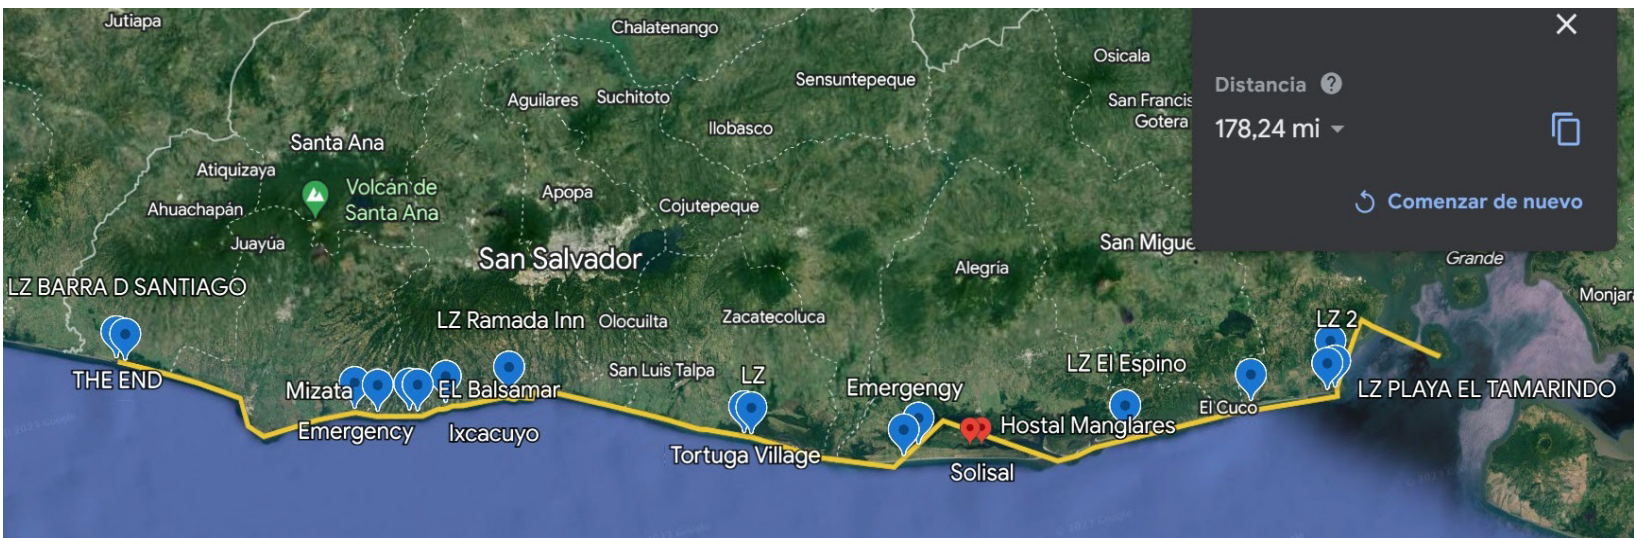 Jutiapa
Chalatenango
Osicala
Sensuntepeque
Distancia ?
Aguilares
Suchitoto
San Francis
Gotera
178,24 mi
Ilobasco
Santa Ana
Atiquizaya
Volcán de
Santa Ana
Apopa
Cojutepeque
Comenzar de nuevo
Ahuachapán
Juayúa
San Salvador
San Migue
Alegría
Grande
LZ BARRA D SANTIAGO
Monjar
LZ Ramada Inn
Olocuilta
Zacatecoluca
LZ 2
San Luis Talpa
LZ
LZ El Espino
THE END
Mizata
EL Balsamar
Emergengy
LZ PLAYA EL TAMARINDO
El Cuco
Emergency
Ixcacuyo
Hostal Manglares
Tortuga Village
Solisal